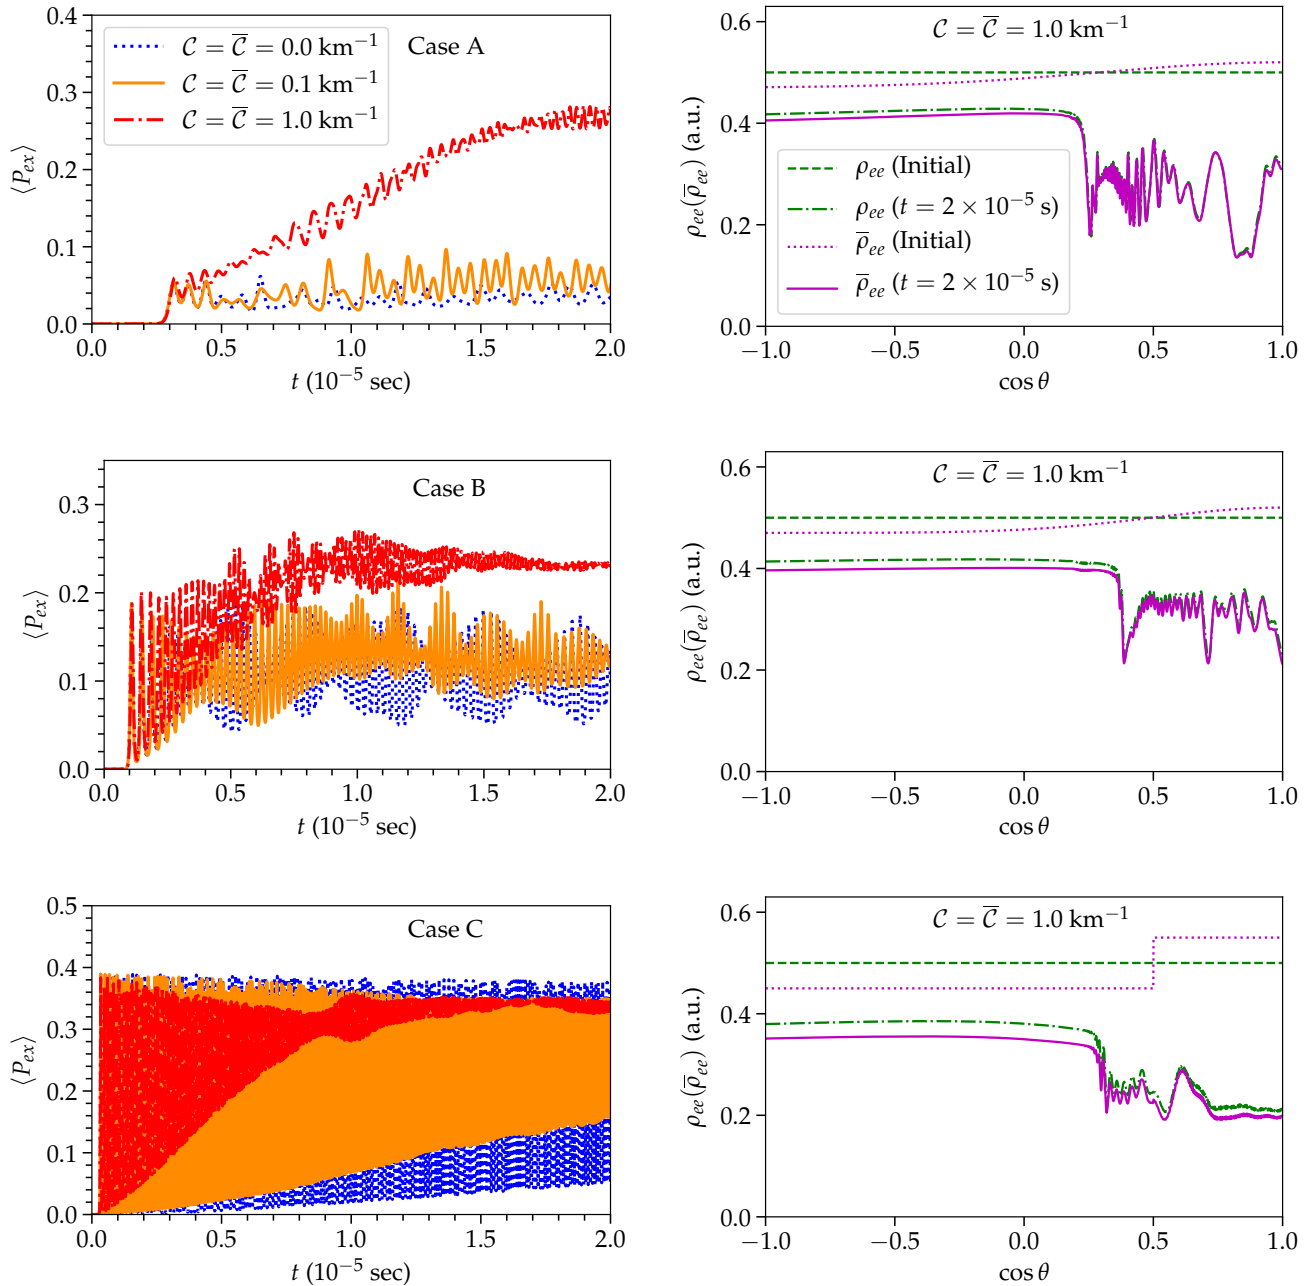 0.4
0.3
0.2
0.1
0.0
⟨P_ex⟩
C = C̅ = 0.0 km⁻¹
C = C̅ = 0.1 km⁻¹
C = C̅ = 1.0 km⁻¹
Case A
0.0 0.5 1.0 1.5 2.0
t (10⁻⁵ sec)
0.6
0.4
0.2
0.0
ρ_ee(ρ̅_ee) (a.u.)
C = C̅ = 1.0 km⁻¹
ρ_ee (Initial)
ρ_ee (t = 2 × 10⁻⁵ s)
ρ̅_ee (Initial)
ρ̅_ee (t = 2 × 10⁻⁵ s)
−1.0 −0.5 0.0 0.5 1.0
cos θ
0.3
0.2
0.1
0.0
⟨P_ex⟩
Case B
0.0 0.5 1.0 1.5 2.0
t (10⁻⁵ sec)
0.6
0.4
0.2
0.0
ρ_ee(ρ̅_ee) (a.u.)
C = C̅ = 1.0 km⁻¹
−1.0 −0.5 0.0 0.5 1.0
cos θ
0.5
0.4
0.3
0.2
0.1
0.0
⟨P_ex⟩
Case C
0.0 0.5 1.0 1.5 2.0
t (10⁻⁵ sec)
0.6
0.4
0.2
0.0
ρ_ee(ρ̅_ee) (a.u.)
C = C̅ = 1.0 km⁻¹
−1.0 −0.5 0.0 0.5 1.0
cos θ